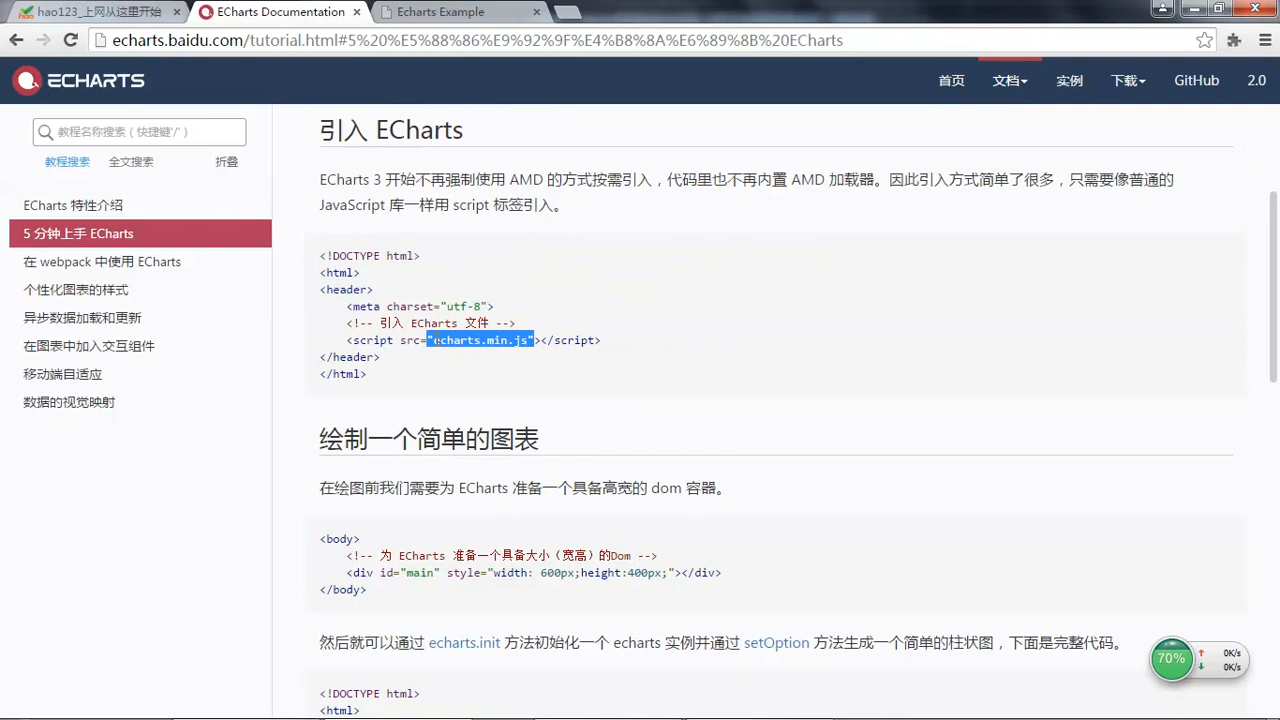 hao123_上网从这里开始
ECharts Documentation
Echarts Example
echarts.baidu.com/tutorial.html#5%20%E5%88%86%E9%92%9F%E4%B8%8A%E6%89%8B%20ECharts
ECHARTS
首页 文档 实例 下载 GitHub 2.0
教程名称搜索（快捷键'/'）
教程搜索 全文搜索 折叠
ECharts 特性介绍
5 分钟上手 ECharts
在 webpack 中使用 ECharts
个性化图表的样式
异步数据加载和更新
在图表中加入交互组件
移动端自适应
数据的视觉映射
引入 ECharts
ECharts 3 开始不再强制使用 AMD 的方式按需引入，代码里也不再内置 AMD 加载器。因此引入方式简单了很多，只需要像普通的
JavaScript 库一样用 script 标签引入。
<!DOCTYPE html>
<html>
<header>
<meta charset="utf-8">
<!-- 引入 ECharts 文件 -->
<script src="echarts.min.js"></script>
</header>
</html>
绘制一个简单的图表
在绘图前我们需要为 ECharts 准备一个具备高宽的 dom 容器。
<body>
<!-- 为 ECharts 准备一个具备大小（宽高）的Dom -->
<div id="main" style="width: 600px;height:400px;"></div>
</body>
然后就可以通过 echarts.init 方法初始化一个 echarts 实例并通过 setOption 方法生成一个简单的柱状图，下面是完整代码。
<!DOCTYPE html>
<html>
70%
0K/s
0K/s